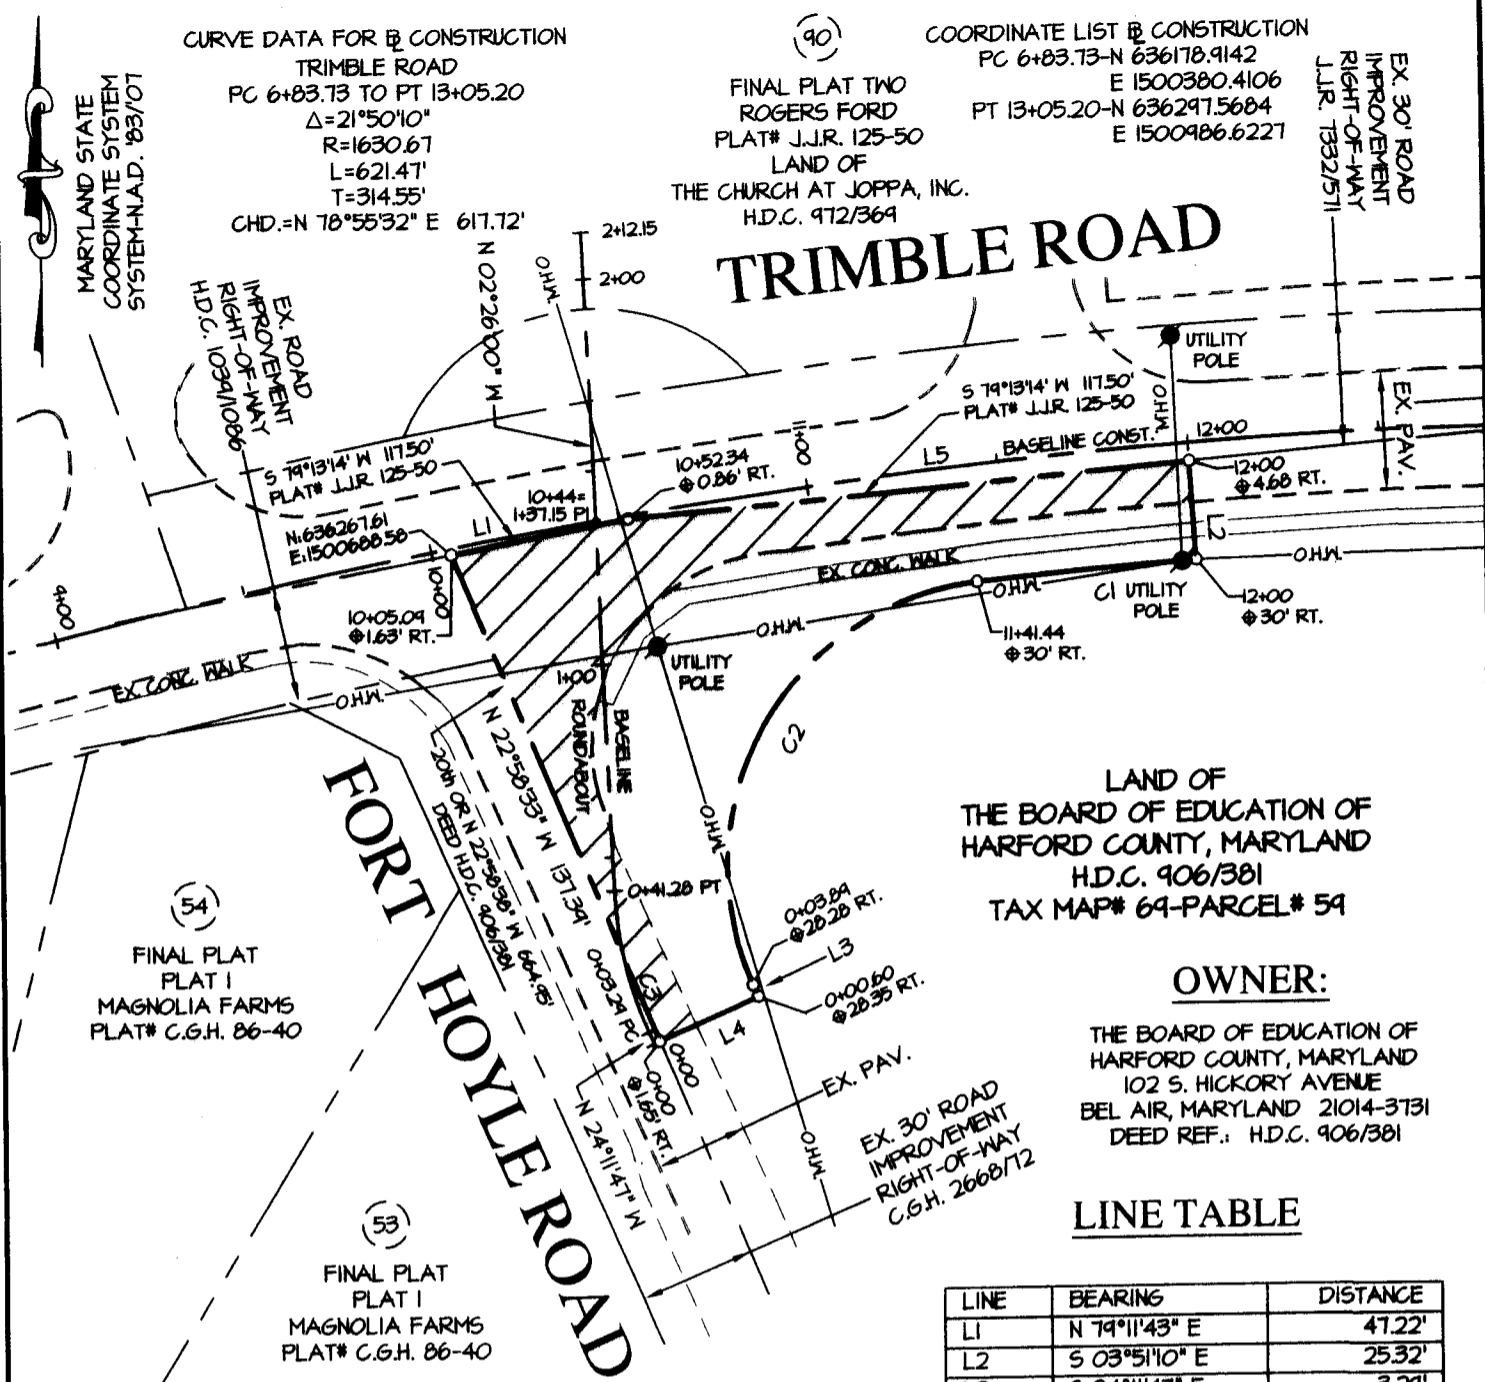 CURVE DATA FOR B̲L CONSTRUCTION
TRIMBLE ROAD
PC 6+83.73 TO PT 13+05.20
Δ=21°50'10"
R=1630.67
L=621.47'
T=314.55'
CHD.=N 78°55'32" E 617.72'
MARYLAND STATE
COORDINATE SYSTEM
SYSTEM-N.A.D. '83/'07
90
FINAL PLAT TWO
ROGERS FORD
PLAT# J.J.R. 125-50
LAND OF
THE CHURCH AT JOPPA, INC.
H.D.C. 972/369
COORDINATE LIST B̲L CONSTRUCTION
PC 6+83.73-N 636178.9142
E 1500380.4106
PT 13+05.20-N 636297.5684
E 1500986.6227
EX. 30' ROAD
IMPROVEMENT
RIGHT-OF-WAY
J.J.R. 7332/571
TRIMBLE ROAD
2+12.15
2+00
N 02°26'00" W
O.H.W.
EX. ROAD
IMPROVEMENT
RIGHT-OF-WAY
H.D.C. 1039/1086
UTILITY
POLE
O.H.W.
EX. PAV.
S 79°13'14" W 117.50'
PLAT# J.J.R. 125-50
S 79°13'14" W 117.50'
PLAT# J.J.R. 125-50
11+00
L5
BASELINE CONST.
12+00
10+52.34
⌖ 0.86' RT.
12+00
⌖ 4.68 RT.
10+44=
1+37.15 PI
L1
N:636267.61
E:1500688.58
10+00
L2
O.H.W.
EX. CONC. WALK
4+00
10+05.09
⌖ 1.63' RT.
O.H.W.
C1
UTILITY
POLE
12+00
⌖ 30' RT.
O.H.W.
11+41.44
⌖ 30' RT.
EX. CONC. WALK
O.H.W.
1+00
UTILITY
POLE
BASELINE
ROUNDABOUT
N 22°58'33" W 137.39'
20th OR N 22°58'38" W 664.95'
DEED H.D.C. 906/381
C2
O.H.W.
LAND OF
THE BOARD OF EDUCATION OF
HARFORD COUNTY, MARYLAND
H.D.C. 906/381
TAX MAP# 69-PARCEL# 59
FORT HOYLE ROAD
0+41.28 PT
0+03.89
⌖ 28.28 RT.
L3
0+00.60
⌖ 28.35 RT.
0+03.29 PC
C3
L4
0+00
0+00
⌖ 1.65' RT.
N 24°11'47" W
EX. PAV.
O.H.W.
EX. 30' ROAD
IMPROVEMENT
RIGHT-OF-WAY
C.G.H. 2668/72
54
FINAL PLAT
PLAT 1
MAGNOLIA FARMS
PLAT# C.G.H. 86-40
53
FINAL PLAT
PLAT 1
MAGNOLIA FARMS
PLAT# C.G.H. 86-40
OWNER:
THE BOARD OF EDUCATION OF
HARFORD COUNTY, MARYLAND
102 S. HICKORY AVENUE
BEL AIR, MARYLAND 21014-3731
DEED REF.: H.D.C. 906/381
LINE TABLE
LINE BEARING DISTANCE
L1 N 79°11'43" E 47.22'
L2 S 03°51'10" E 25.32'